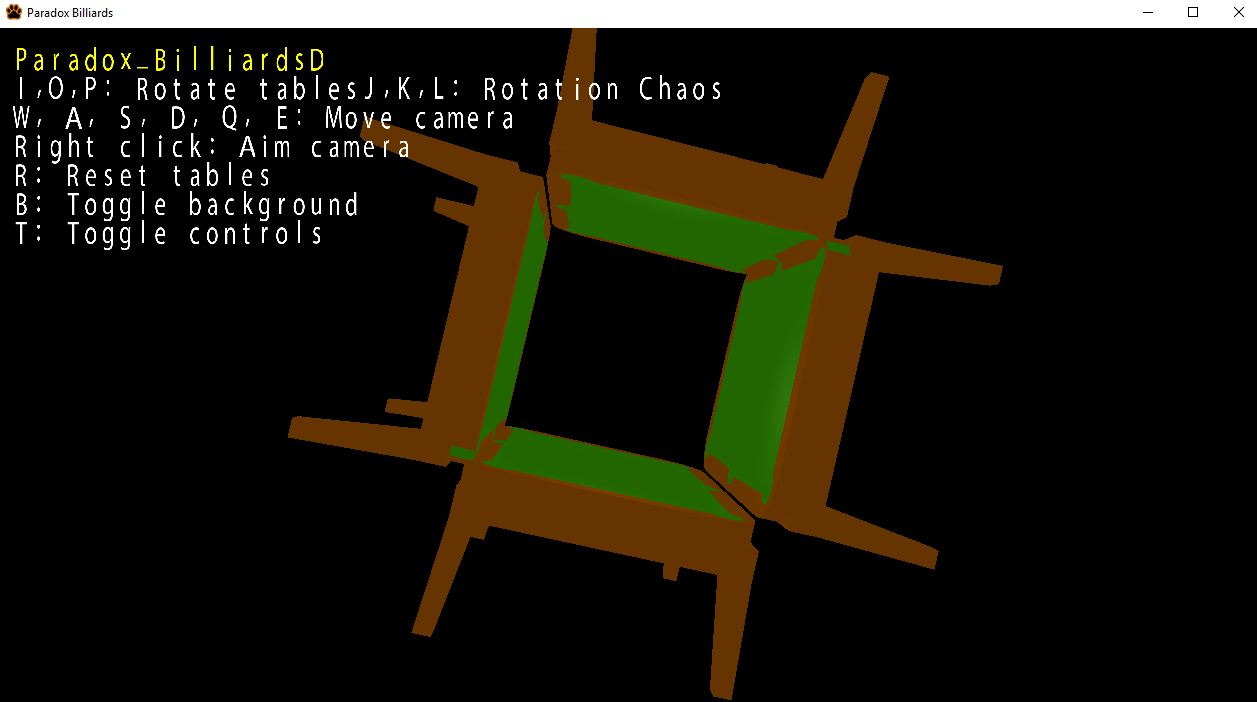 Paradox Billiards
Paradox_BilliardsD
I,O,P: Rotate tablesJ,K,L: Rotation Chaos
W, A, S, D, Q, E: Move camera
Right click: Aim camera
R: Reset tables
B: Toggle background
T: Toggle controls